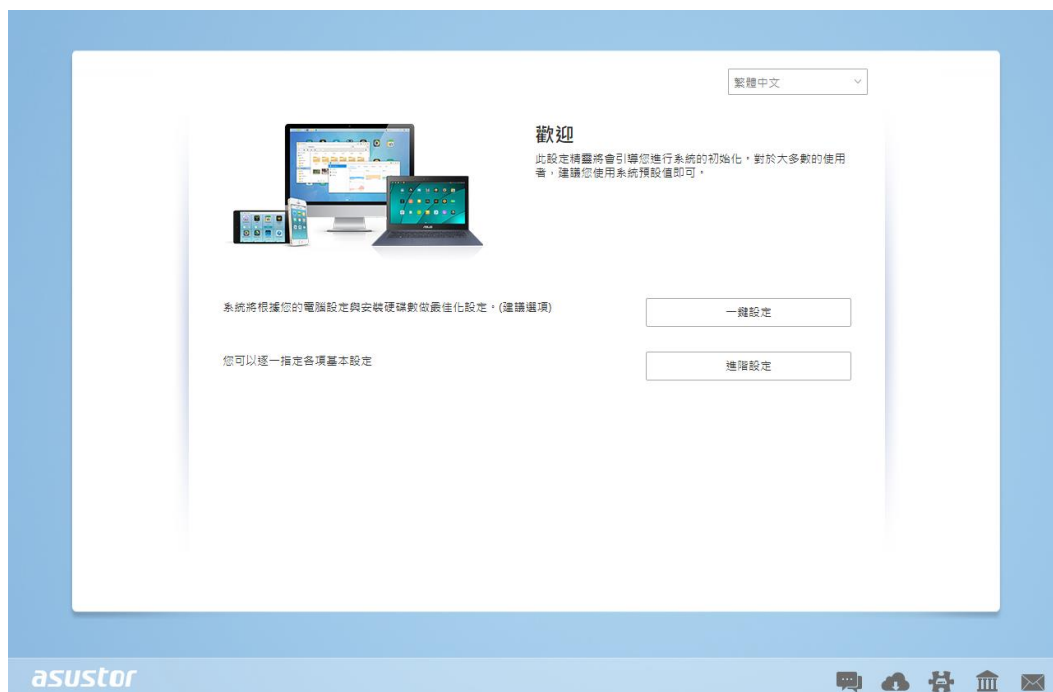 繁體中文
歡迎
此設定精靈將會引導您進行系統的初始化，對於大多數的使用
者，建議您使用系統預設值即可。
系統將根據您的電腦設定與安裝硬碟數做最佳化設定。(建議選項)
一鍵設定
您可以逐一指定各項基本設定
進階設定
asustor